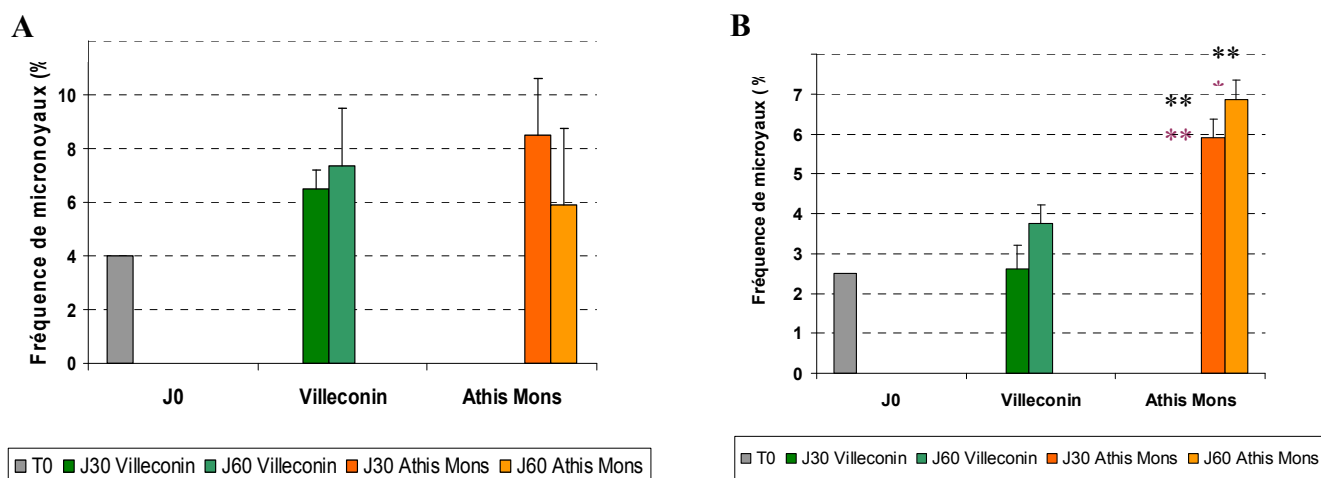 A
Fréquence de micronoyaux (%
10
8
6
4
2
0
J0 Villeconin Athis Mons
T0 J30 Villeconin J60 Villeconin J30 Athis Mons J60 Athis Mons
B
Fréquence de microyaux ( %
7
6
5
4
3
2
1
0
**
*
**
**
J0 Villeconin Athis Mons
T0 J30 Villeconin J60 Villeconin J30 Athis Mons J60 Athis Mons